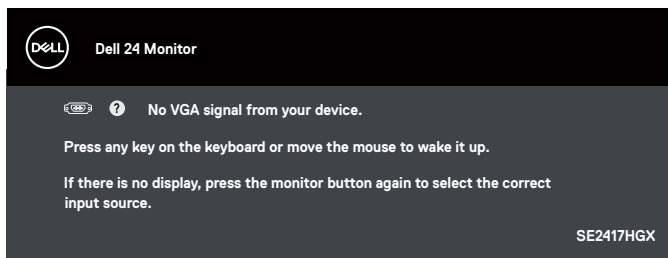 DELL
Dell 24 Monitor
? No VGA signal from your device.
Press any key on the keyboard or move the mouse to wake it up.
If there is no display, press the monitor button again to select the correct
input source.
SE2417HGX